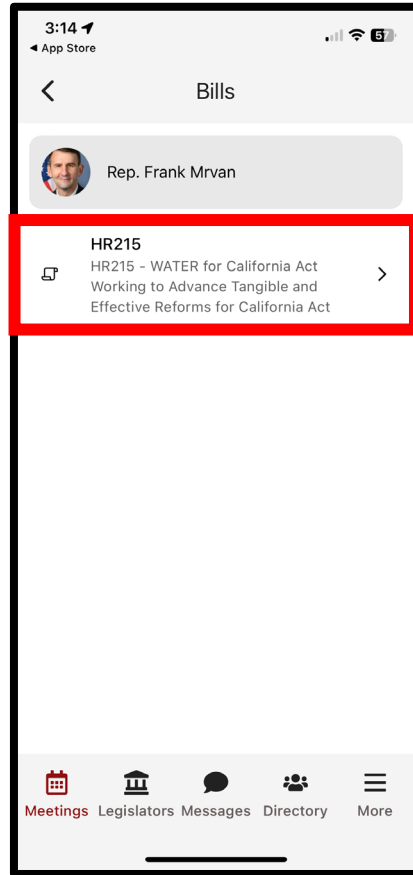 3:14
◀ App Store
57
Bills
Rep. Frank Mrvan
HR215
HR215 - WATER for California Act
Working to Advance Tangible and
Effective Reforms for California Act
Meetings Legislators Messages Directory More